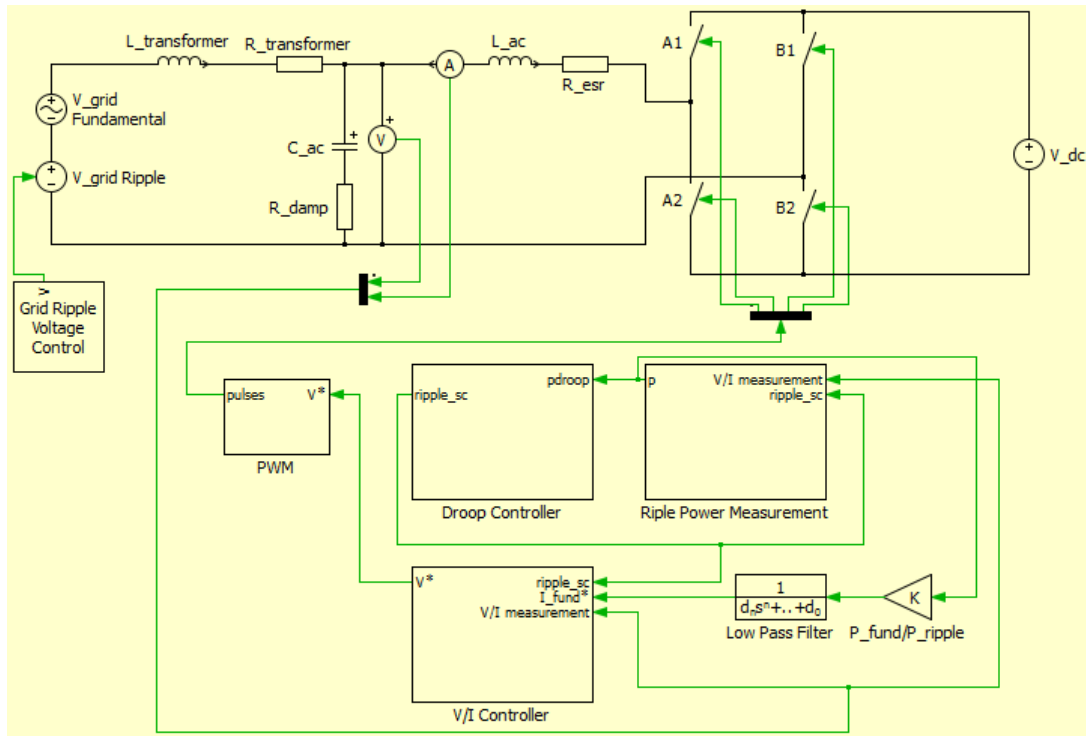 L_transformer
R_transformer
L_ac
A1
B1
A
R_esr
V_grid
Fundamental
C_ac
V
V_dc
V_grid Ripple
R_damp
A2
B2
V
Grid Ripple
Voltage
Control
pulses
V*
PWM
pdroop
ripple_sc
Droop Controller
p
V/I measurement
ripple_sc
Riple Power Measurement
V*
ripple_sc
I_fund*
V/I measurement
V/I Controller
1
dₙsⁿ+..+d₀
Low Pass Filter
K
P_fund/P_ripple